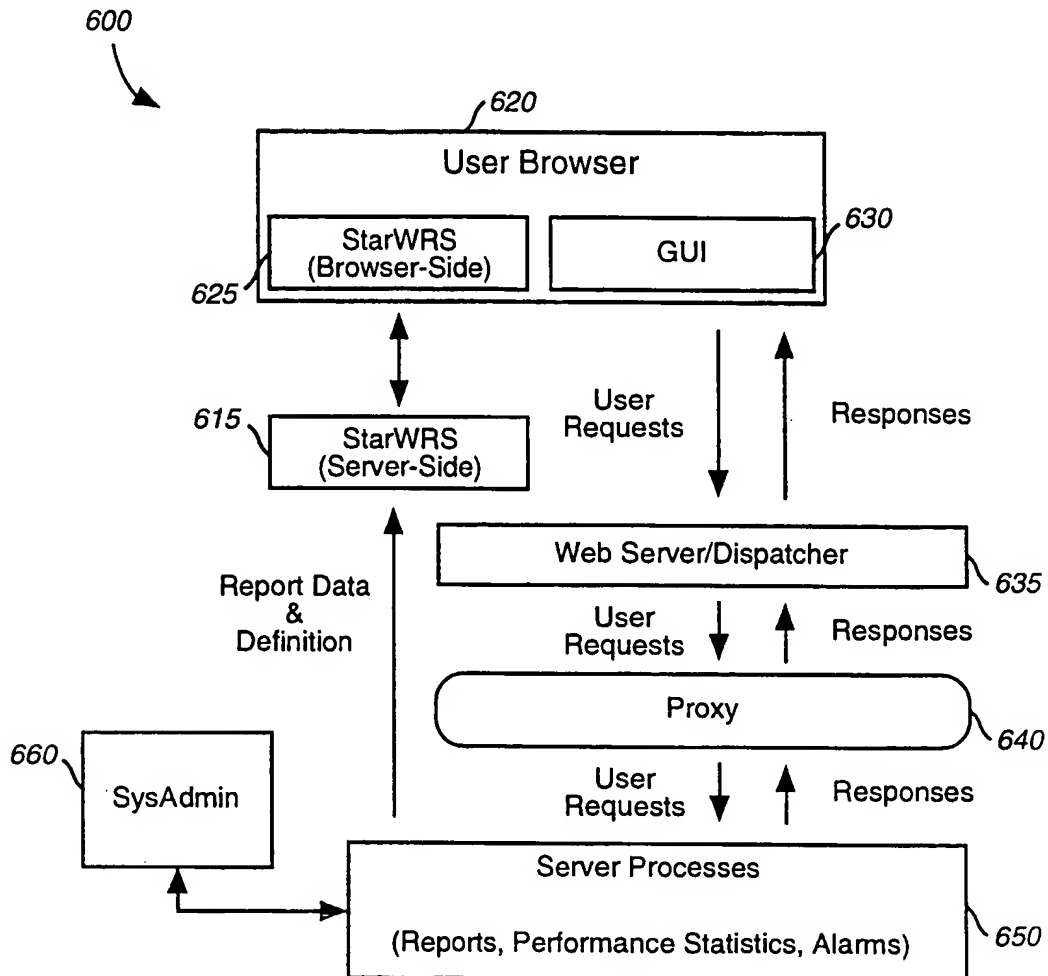 600
620
User Browser
StarWRS
(Browser-Side)
GUI
630
625
615
StarWRS
(Server-Side)
User
Requests
Responses
Web Server/Dispatcher
635
Report Data
&
Definition
User
Requests
Responses
Proxy
640
660
SysAdmin
User
Requests
Responses
Server Processes
(Reports, Performance Statistics, Alarms)
650